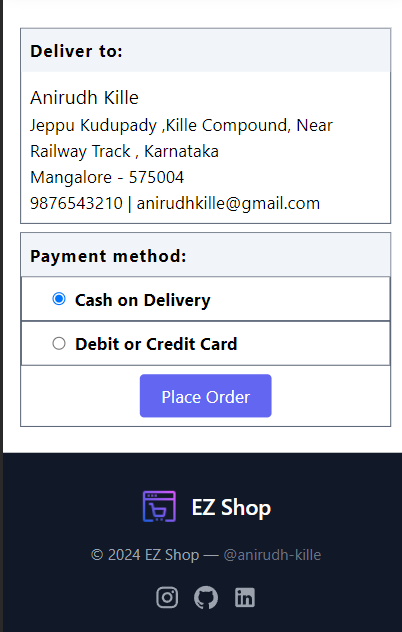 Deliver to:
Anirudh Kille
Jeppu Kudupady ,Kille Compound, Near
Railway Track , Karnataka
Mangalore - 575004
9876543210 | anirudhkille@gmail.com
Payment method:
Cash on Delivery
Debit or Credit Card
Place Order
EZ Shop
© 2024 EZ Shop — @anirudh-kille